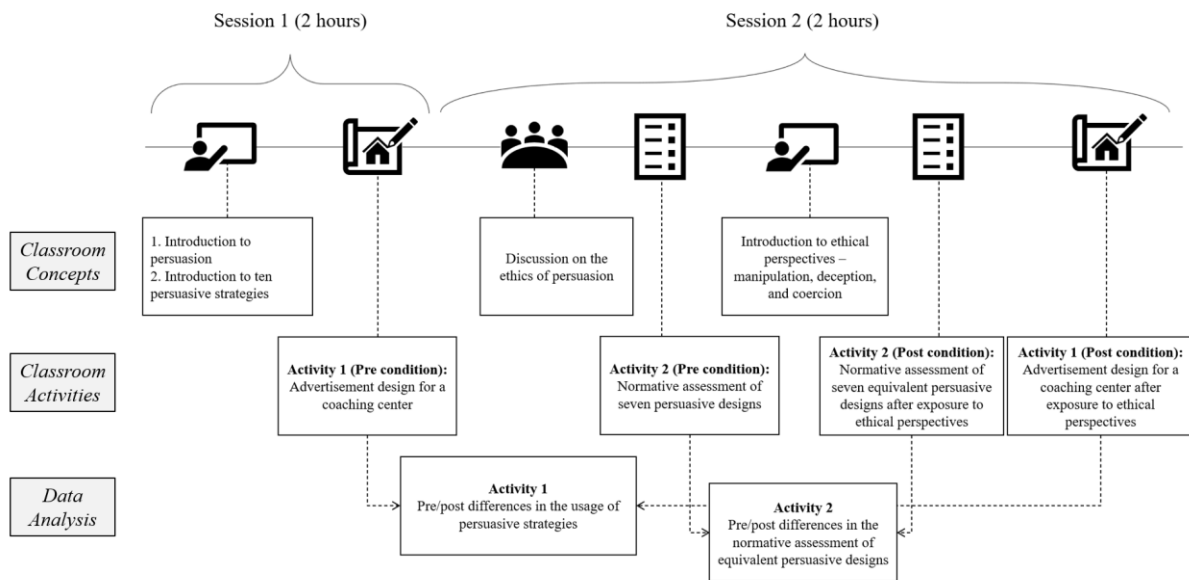 Session 1 (2 hours)
Session 2 (2 hours)
Classroom
Concepts
1. Introduction to
persuasion
2. Introduction to ten
persuasive strategies
Discussion on the
ethics of persuasion
Introduction to ethical
perspectives –
manipulation, deception,
and coercion
Classroom
Activities
Activity 1 (Pre condition):
Advertisement design for a
coaching center
Activity 2 (Pre condition):
Normative assessment of
seven persuasive designs
Activity 2 (Post condition):
Normative assessment of
seven equivalent persuasive
designs after exposure to
ethical perspectives
Activity 1 (Post condition):
Advertisement design for a
coaching center after
exposure to ethical
perspectives
Data
Analysis
Activity 1
Pre/post differences in the usage of
persuasive strategies
Activity 2
Pre/post differences in the
normative assessment of
equivalent persuasive designs